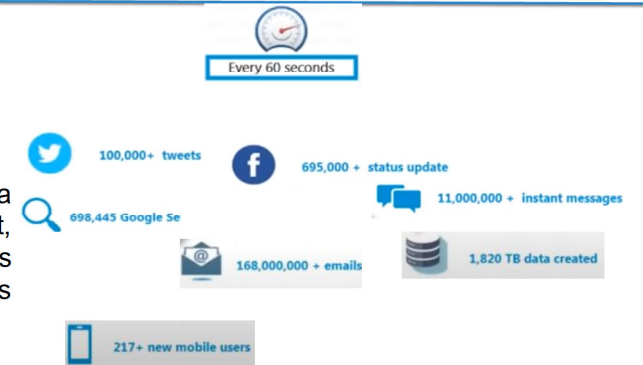 Every 60 seconds
100,000+ tweets
695,000 + status update
a
11,000,000 + instant messages
698,445 Google Se
t,
s
168,000,000 + emails
1,820 TB data created
s
217+ new mobile users